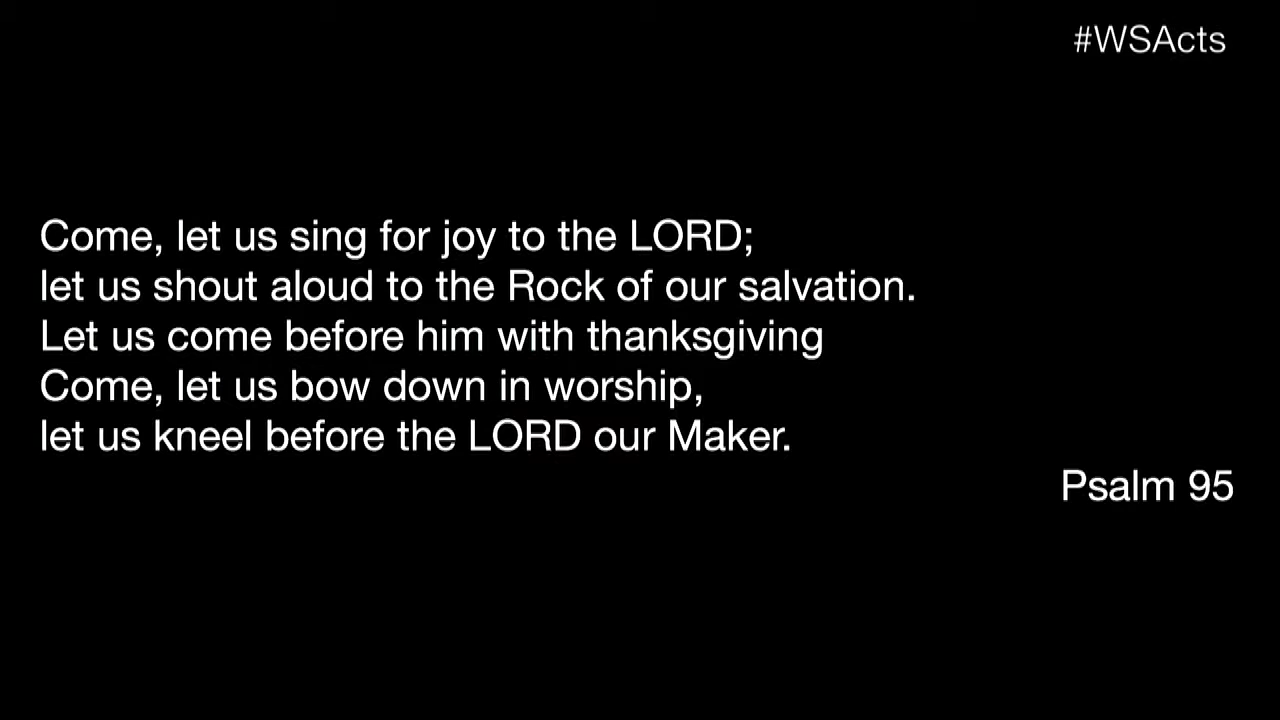 #WSActs
Come, let us sing for joy to the LORD;
let us shout aloud to the Rock of our salvation.
Let us come before him with thanksgiving
Come, let us bow down in worship,
let us kneel before the LORD our Maker.
Psalm 95